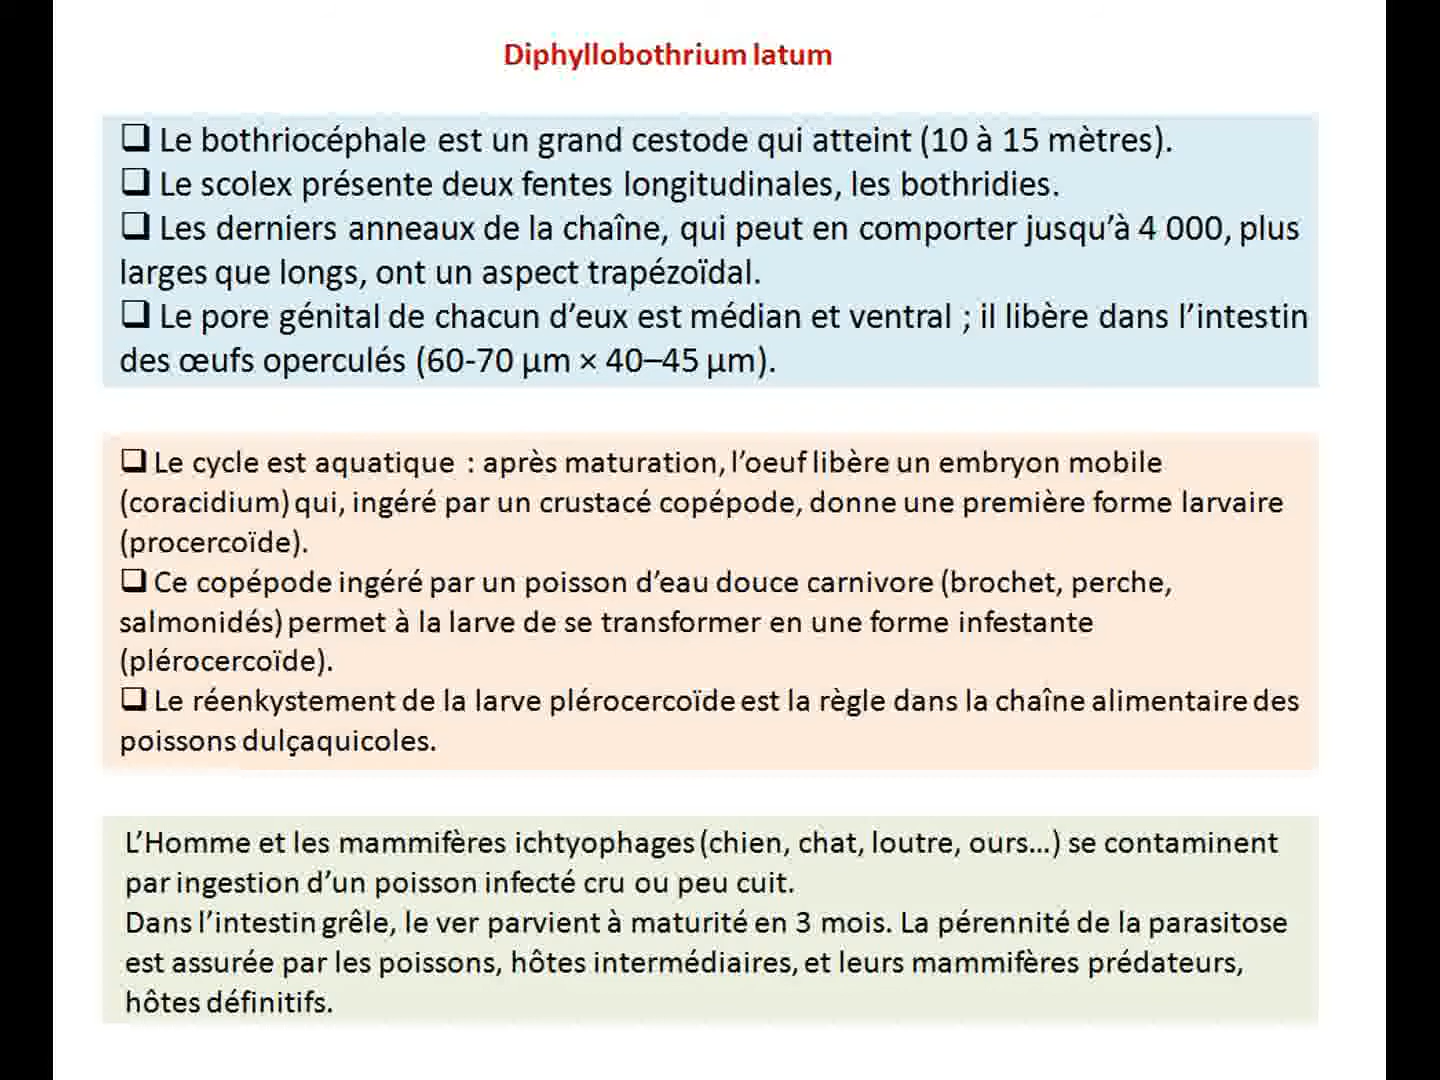 Diphyllobothrium latum
❑ Le bothriocéphale est un grand cestode qui atteint (10 à 15 mètres).
❑ Le scolex présente deux fentes longitudinales, les bothridies.
❑ Les derniers anneaux de la chaîne, qui peut en comporter jusqu’à 4 000, plus
larges que longs, ont un aspect trapézoïdal.
❑ Le pore génital de chacun d’eux est médian et ventral ; il libère dans l’intestin
des œufs operculés (60-70 µm × 40–45 µm).
❑ Le cycle est aquatique : après maturation, l’oeuf libère un embryon mobile
(coracidium) qui, ingéré par un crustacé copépode, donne une première forme larvaire
(procercoïde).
❑ Ce copépode ingéré par un poisson d’eau douce carnivore (brochet, perche,
salmonidés) permet à la larve de se transformer en une forme infestante
(plérocercoïde).
❑ Le réenkystement de la larve plérocercoïde est la règle dans la chaîne alimentaire des
poissons dulçaquicoles.
L’Homme et les mammifères ichtyophages (chien, chat, loutre, ours…) se contaminent
par ingestion d’un poisson infecté cru ou peu cuit.
Dans l’intestin grêle, le ver parvient à maturité en 3 mois. La pérennité de la parasitose
est assurée par les poissons, hôtes intermédiaires, et leurs mammifères prédateurs,
hôtes définitifs.